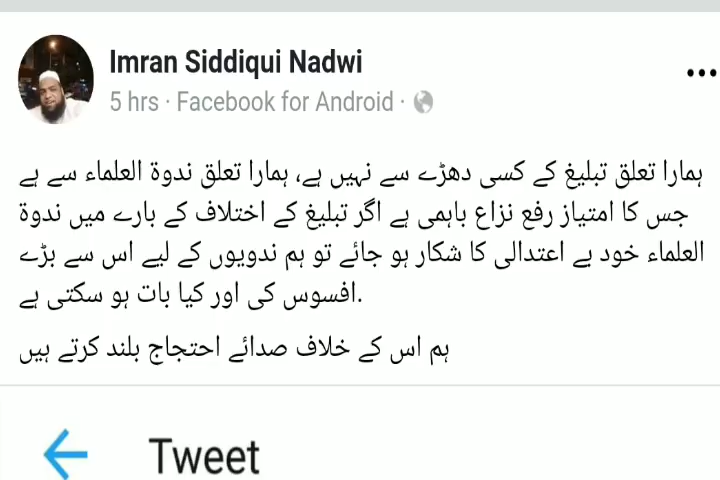 Imran Siddiqui Nadwi
5 hrs · Facebook for Android ·
ہمارا تعلق تبلیغ کے کسی دھڑے سے نہیں ہے، ہمارا تعلق ندوة العلماء سے ہے
جس کا امتیاز رفع نزاع باہمی ہے اگر تبلیغ کے اختلاف کے بارے میں ندوة
العلماء خود بے اعتدالی کا شکار ہو جائے تو ہم ندویوں کے لیے اس سے بڑے
افسوس کی اور کیا بات ہو سکتی ہے.
ہم اس کے خلاف صدائے احتجاج بلند کرتے ہیں
Tweet